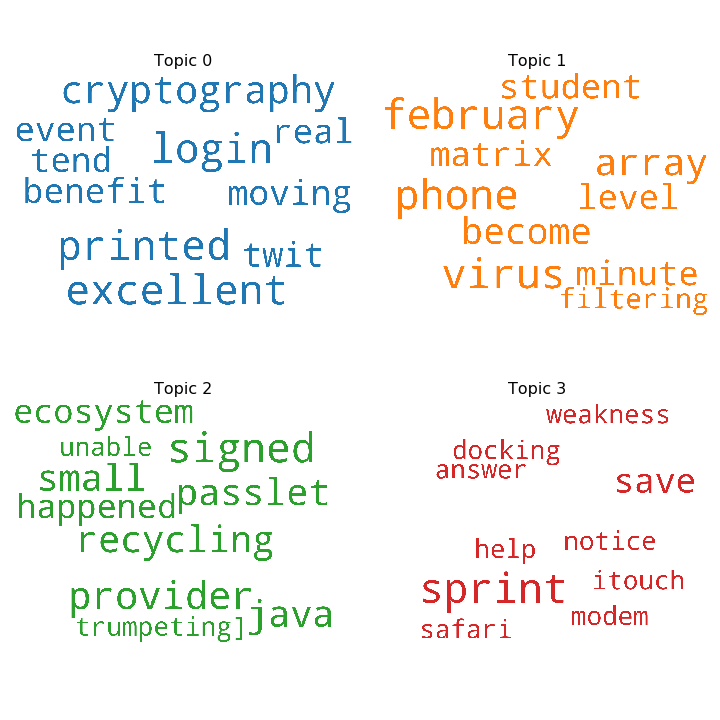 Topic 0
cryptography
event
real
login
tend
benefit
moving
printed
twit
excellent
Topic 1
student
february
matrix
array
phone
level
become
virus
minute
filtering
Topic 2
ecosystem
unable
signed
small
passlet
happened
recycling
provider
java
trumpeting]
Topic 3
weakness
docking
answer
save
help
notice
sprint
itouch
modem
safari